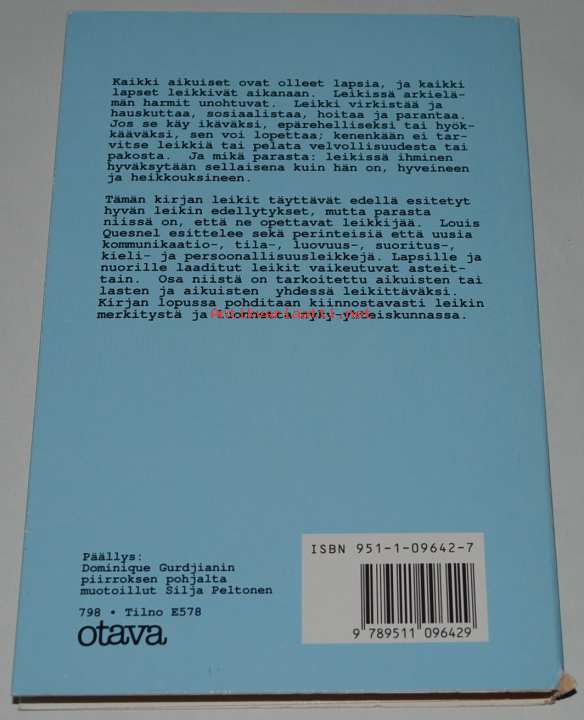 Kaikki aikuiset ovat olleet lapsia, ja kaikki
lapset leikkivät aikanaan. Leikissä arkielä-
män harmit unohtuvat. Leikki virkistää ja
hauskuttaa, sosiaalistaa, hoitaa ja parantaa.
Jos se käy ikäväksi, epärehelliseksi tai hyök-
kääväksi, sen voi lopettaa; kenenkään ei tar-
vitse leikkiä tai pelata velvollisuudesta tai
pakosta. Ja mikä parasta: leikissä ihminen
hyväksytään sellaisena kuin hän on, hyveineen
ja heikkouksineen.
Tämän kirjan leikit täyttävät edellä esitetyt
hyvän leikin edellytykset, mutta parasta
niissä on, että ne opettavat leikkijää. Louis
Quesnel esittelee sekä perinteisiä että uusia
kommunikaatio-, tila-, luovuus-, suoritus-,
kieli- ja persoonallisuusleikkejä. Lapsille ja
nuorille laaditut leikit vaikeutuvat asteit-
tain. Osa niistä on tarkoitettu aikuisten tai
lasten ja aikuisten yhdessä leikittäväksi.
Kirjan lopussa pohditaan kiinnostavasti leikin
merkitystä ja luonnetta nyky-yhteiskunnassa.
ISBN 951-1-09642-7
9 789511 096429
Päällys:
Dominique Gurdjianin
piirroksen pohjalta
muotoillut Silja Peltonen
798 • Tilno E578
otava